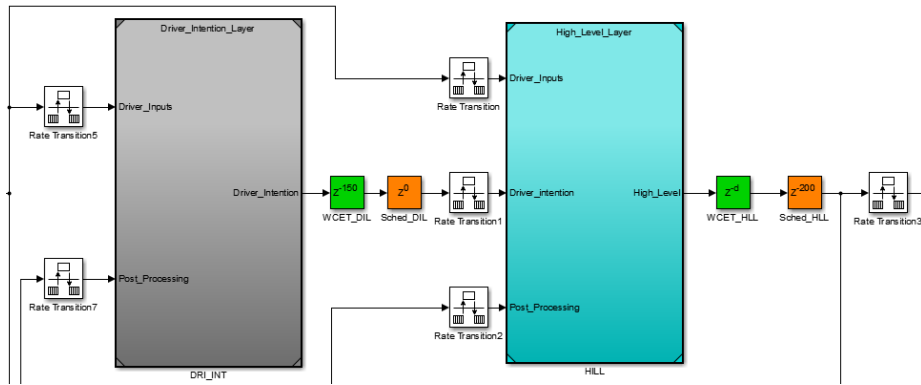 Driver_Intention_Layer
Driver_Inputs
Rate Transition5
Driver_Intention
Post_Processing
Rate Transition7
DRI_INT
Z-150
WCET_DIL
Z0
Sched_DIL
High_Level_Layer
Driver_Inputs
Rate Transition
Driver_intention
Rate Transition1
High_Level
Post_Processing
Rate Transition2
HILL
Z-d
WCET_HLL
Z-200
Sched_HLL
Rate Transition3